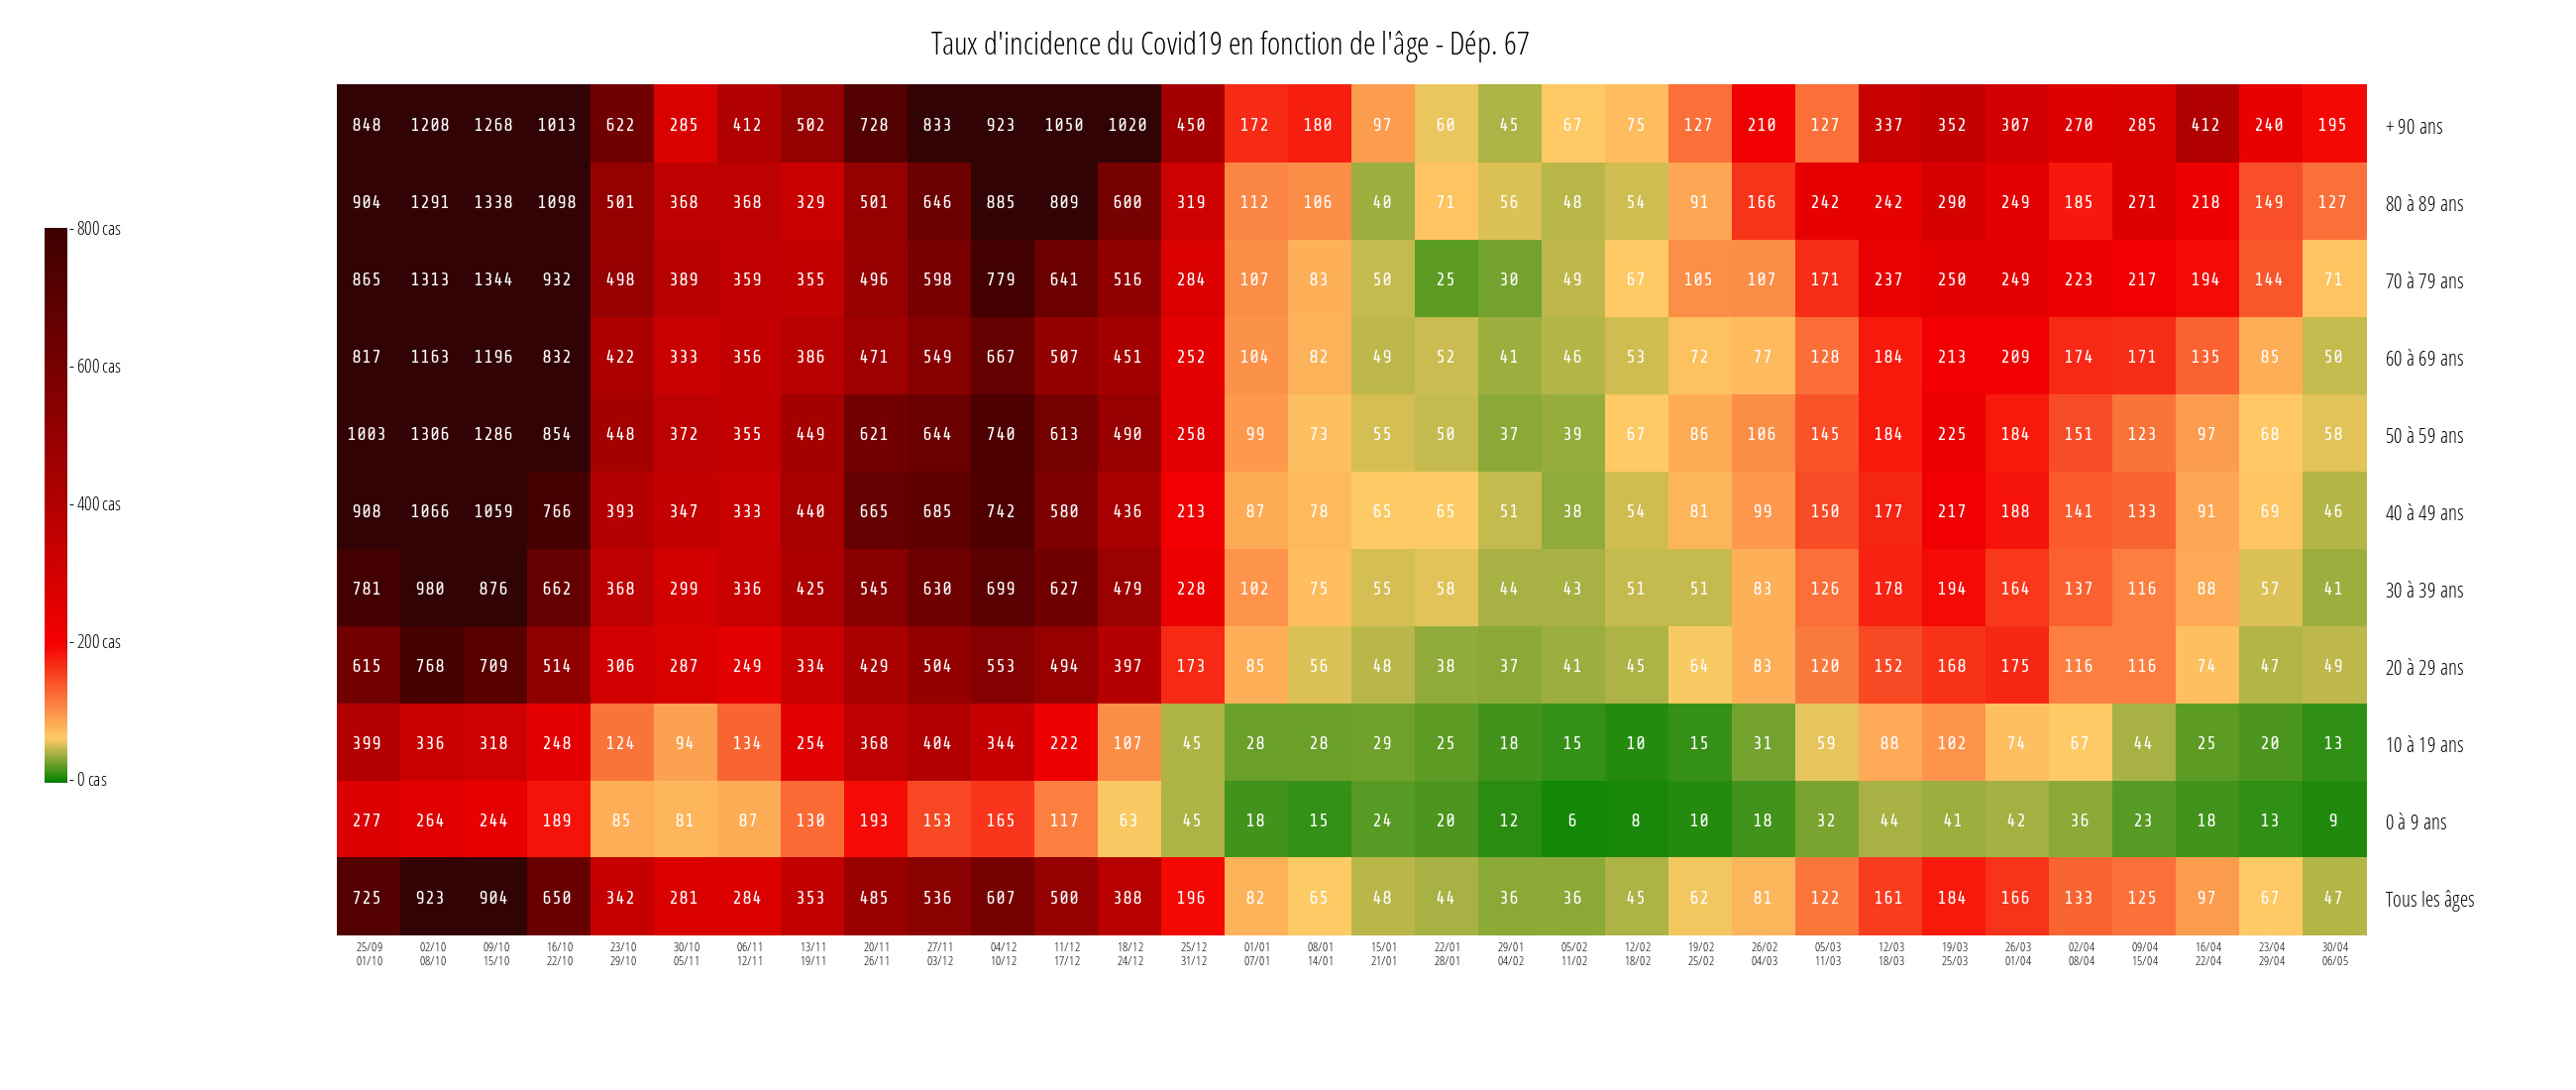 Taux d'incidence du Covid19 en fonction de l'âge - Dép. 67
- 800 cas
- 600 cas
- 400 cas
- 200 cas
- 0 cas
848 1208 1268 1013 622 285 412 502 728 833 923 1050 1020 450 172 180 97 60 45 67 75 127 210 127 337 352 307 270 285 412 240 195 + 90 ans
904 1291 1338 1098 501 368 368 329 501 646 885 809 600 319 112 106 40 71 56 48 54 91 166 242 242 290 249 185 271 218 149 127 80 à 89 ans
865 1313 1344 932 498 389 359 355 496 598 779 641 516 284 107 83 50 25 30 49 67 105 107 171 237 250 249 223 217 194 144 71 70 à 79 ans
817 1163 1196 832 422 333 356 386 471 549 667 507 451 252 104 82 49 52 41 46 53 72 77 128 184 213 209 174 171 135 85 50 60 à 69 ans
1003 1306 1286 854 448 372 355 449 621 644 740 613 490 258 99 73 55 50 37 39 67 86 106 145 184 225 184 151 123 97 68 58 50 à 59 ans
908 1066 1059 766 393 347 333 440 665 685 742 580 436 213 87 78 65 65 51 38 54 81 99 150 177 217 188 141 133 91 69 46 40 à 49 ans
781 980 876 662 368 299 336 425 545 630 699 627 479 228 102 75 55 58 44 43 51 51 83 126 178 194 164 137 116 88 57 41 30 à 39 ans
615 768 709 514 306 287 249 334 429 504 553 494 397 173 85 56 48 38 37 41 45 64 83 120 152 168 175 116 116 74 47 49 20 à 29 ans
399 336 318 248 124 94 134 254 368 404 344 222 107 45 28 28 29 25 18 15 10 15 31 59 88 102 74 67 44 25 20 13 10 à 19 ans
277 264 244 189 85 81 87 130 193 153 165 117 63 45 18 15 24 20 12 6 8 10 18 32 44 41 42 36 23 18 13 9 0 à 9 ans
725 923 904 650 342 281 284 353 485 536 607 500 388 196 82 65 48 44 36 36 45 62 81 122 161 184 166 133 125 97 67 47 Tous les âges
25/09 02/10 09/10 16/10 23/10 30/10 06/11 13/11 20/11 27/11 04/12 11/12 18/12 25/12 01/01 08/01 15/01 22/01 29/01 05/02 12/02 19/02 26/02 05/03 12/03 19/03 26/03 02/04 09/04 16/04 23/04 30/04
01/10 08/10 15/10 22/10 29/10 05/11 12/11 19/11 26/11 03/12 10/12 17/12 24/12 31/12 07/01 14/01 21/01 28/01 04/02 11/02 18/02 25/02 04/03 11/03 18/03 25/03 01/04 08/04 15/04 22/04 29/04 06/05